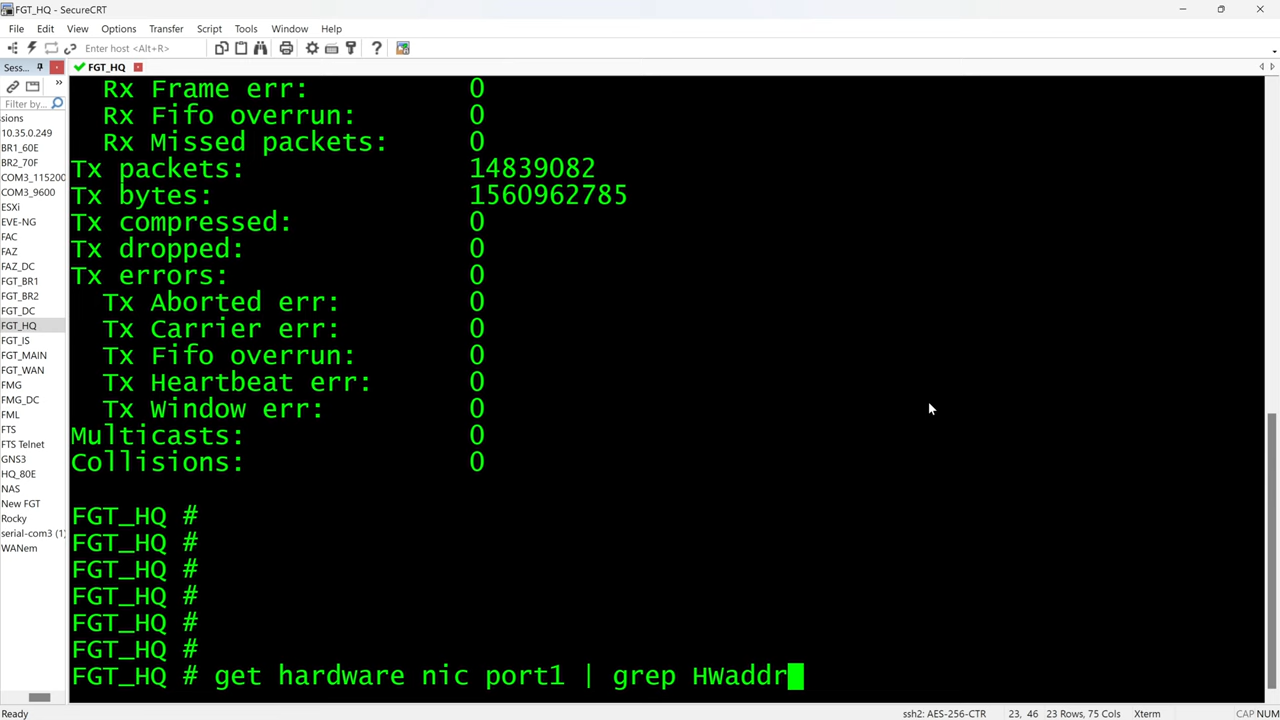 FGT_HQ - SecureCRT
File Edit View Options Transfer Script Tools Window Help
Enter host <Alt+R>
Sess...
FGT_HQ
Filter by...
sions
10.35.0.249
BR1_60E
BR2_70F
COM3_115200
COM3_9600
ESXi
EVE-NG
FAC
FAZ
FAZ_DC
FGT_BR1
FGT_BR2
FGT_DC
FGT_HQ
FGT_IS
FGT_MAIN
FGT_WAN
FMG
FMG_DC
FML
FTS
FTS Telnet
GNS3
HQ_80E
NAS
New FGT
Rocky
serial-com3 (1)
WANem
Rx Frame err: 0
Rx Fifo overrun: 0
Rx Missed packets: 0
Tx packets: 14839082
Tx bytes: 1560962785
Tx compressed: 0
Tx dropped: 0
Tx errors: 0
Tx Aborted err: 0
Tx Carrier err: 0
Tx Fifo overrun: 0
Tx Heartbeat err: 0
Tx Window err: 0
Multicasts: 0
Collisions: 0
FGT_HQ #
FGT_HQ #
FGT_HQ #
FGT_HQ #
FGT_HQ #
FGT_HQ #
FGT_HQ # get hardware nic port1 | grep HWaddr
Ready ssh2: AES-256-CTR 23, 46 23 Rows, 75 Cols Xterm CAP NUM